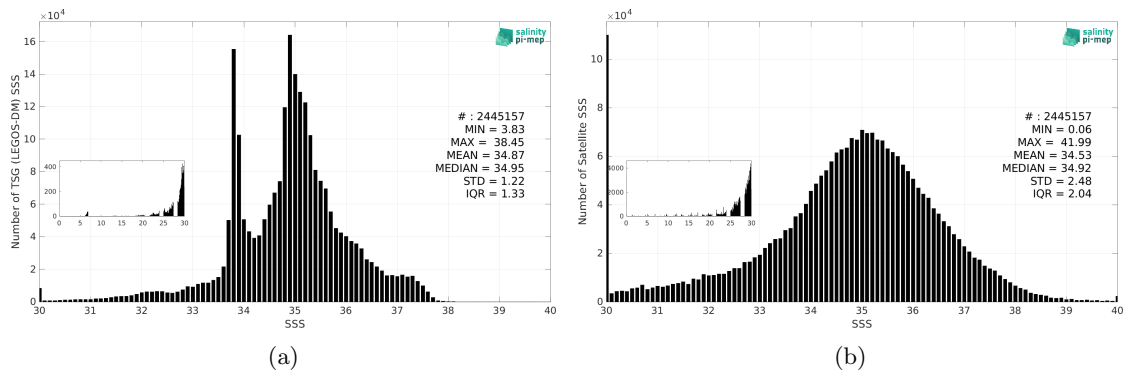 ×10⁴
16
14
12
10
8
6
4
2
0
Number of TSG (LEGOS-DM) SSS
salinity
pi-mep
# : 2445157
MIN = 3.83
MAX = 38.45
MEAN = 34.87
MEDIAN = 34.95
STD = 1.22
IQR = 1.33
400
200
0
0 5 10 15 20 25 30
30 31 32 33 34 35 36 37 38 39 40
SSS
(a)
×10⁴
10
8
6
4
2
0
Number of Satellite SSS
salinity
pi-mep
# : 2445157
MIN = 0.06
MAX = 41.99
MEAN = 34.53
MEDIAN = 34.92
STD = 2.48
IQR = 2.04
2000
0
0 5 10 15 20 25 30
30 31 32 33 34 35 36 37 38 39 40
SSS
(b)